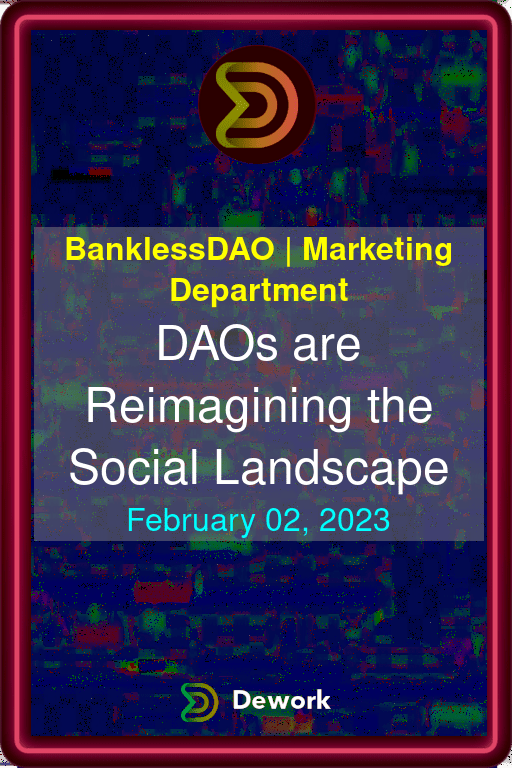 BanklessDAO | Marketing
Department
DAOs are
Reimagining the
Social Landscape
February 02, 2023
Dework